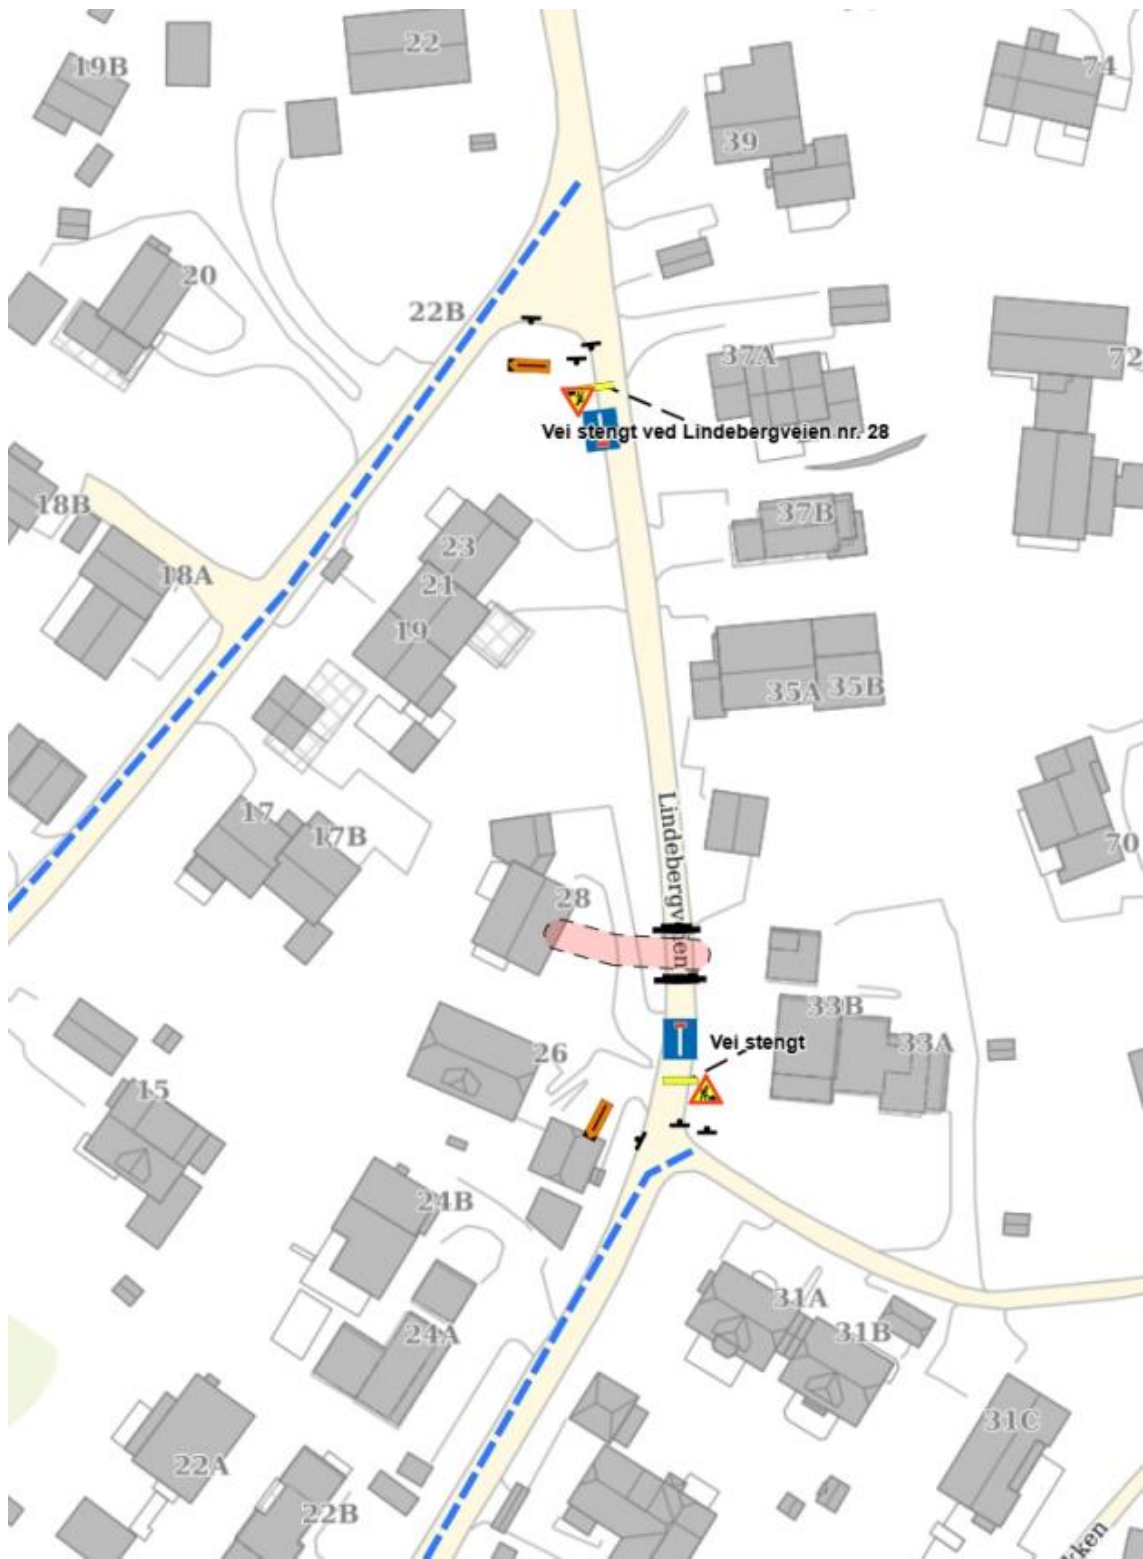 22
19B
74
39
20
22B
37A
72
Vei stengt ved Lindebergveien nr. 28
18B
37B
23
18A
21
19
35A
35B
17
17B
Lindebergveien
70
28
33B
Vei stengt
33A
26
15
24B
31A
24A
31B
31C
22A
22B